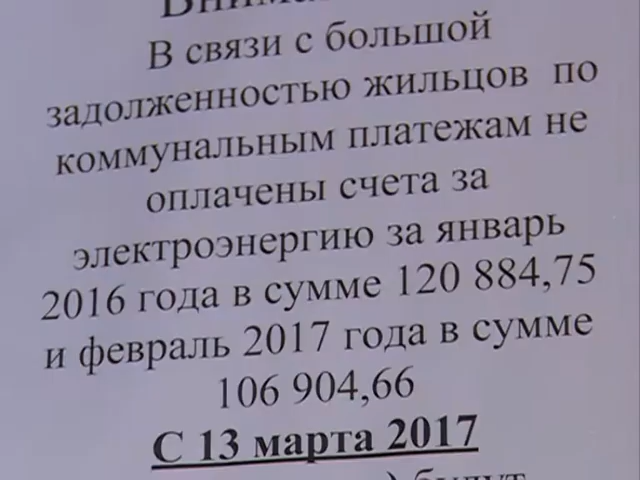 В связи с большой
задолженностью жильцов по
коммунальным платежам не
оплачены счета за
электроэнергию за январь
2016 года в сумме 120 884,75
и февраль 2017 года в сумме
106 904,66
С 13 марта 2017